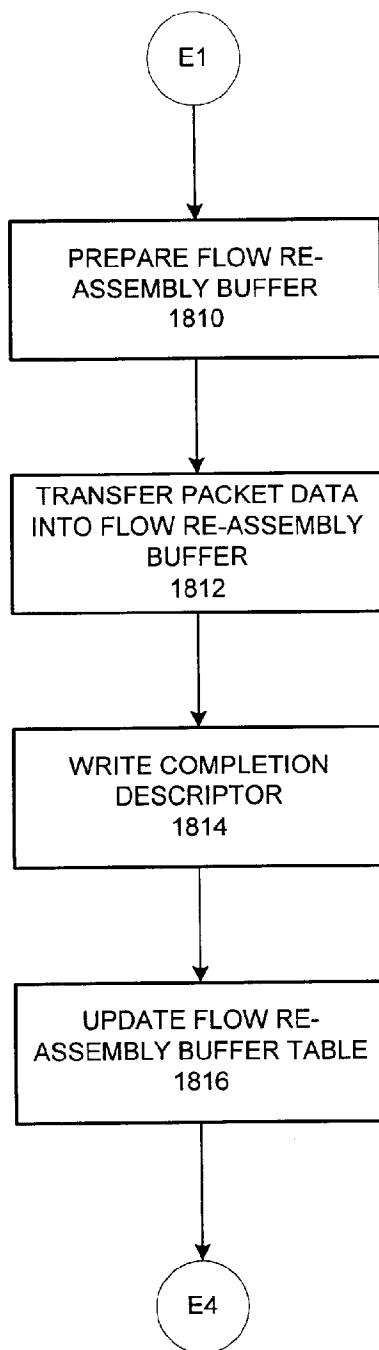 E1
PREPARE FLOW RE-
ASSEMBLY BUFFER
1810
TRANSFER PACKET DATA
INTO FLOW RE-ASSEMBLY
BUFFER
1812
WRITE COMPLETION
DESCRIPTOR
1814
UPDATE FLOW RE-
ASSEMBLY BUFFER TABLE
1816
E4